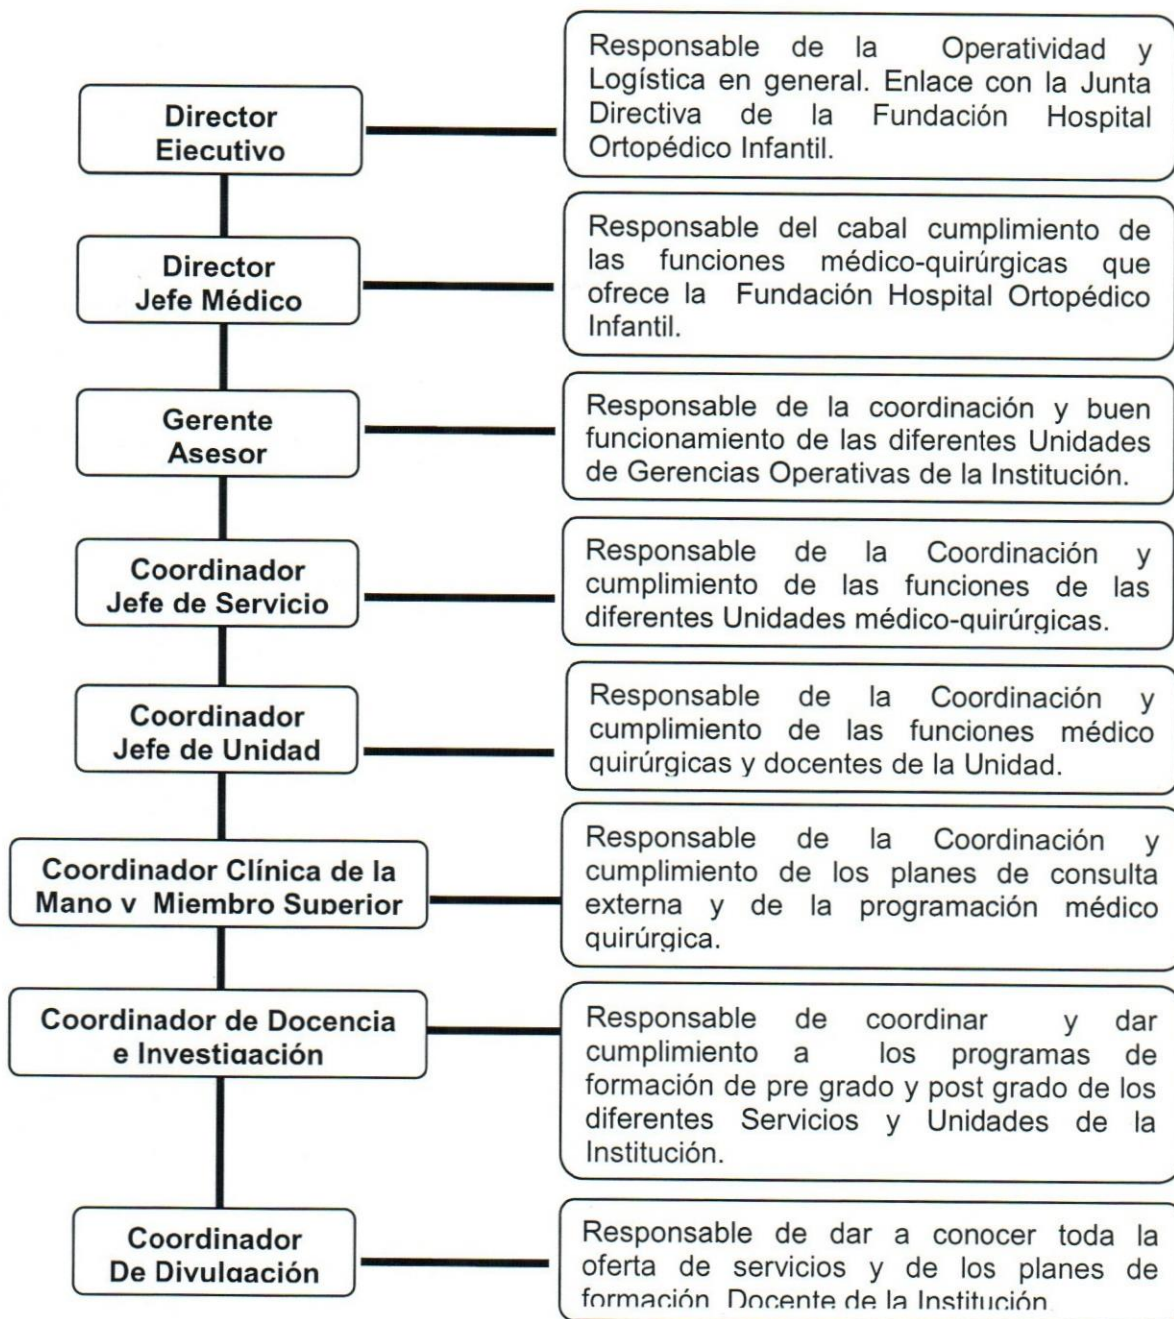 Director
Ejecutivo
Responsable de la Operatividad y
Logística en general. Enlace con la Junta
Directiva de la Fundación Hospital
Ortopédico Infantil.
Director
Jefe Médico
Responsable del cabal cumplimiento de
las funciones médico-quirúrgicas que
ofrece la Fundación Hospital Ortopédico
Infantil.
Gerente
Asesor
Responsable de la coordinación y buen
funcionamiento de las diferentes Unidades
de Gerencias Operativas de la Institución.
Coordinador
Jefe de Servicio
Responsable de la Coordinación y
cumplimiento de las funciones de las
diferentes Unidades médico-quirúrgicas.
Coordinador
Jefe de Unidad
Responsable de la Coordinación y
cumplimiento de las funciones médico
quirúrgicas y docentes de la Unidad.
Coordinador Clínica de la
Mano y Miembro Superior
Responsable de la Coordinación y
cumplimiento de los planes de consulta
externa y de la programación médico
quirúrgica.
Coordinador de Docencia
e Investigación
Responsable de coordinar y dar
cumplimiento a los programas de
formación de pre grado y post grado de los
diferentes Servicios y Unidades de la
Institución.
Coordinador
De Divulgación
Responsable de dar a conocer toda la
oferta de servicios y de los planes de
formación Docente de la Institución.